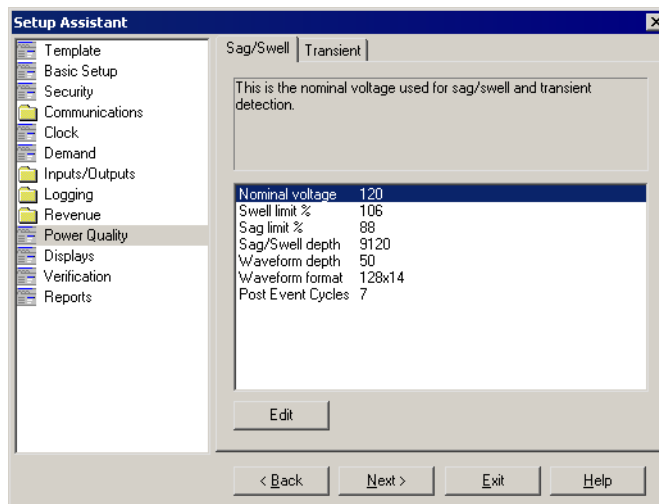 Setup Assistant
Template
Basic Setup
Security
Communications
Clock
Demand
Inputs/Outputs
Logging
Revenue
Power Quality
Displays
Verification
Reports
Sag/Swell Transient
This is the nominal voltage used for sag/swell and transient
detection.
Nominal voltage 120
Swell limit % 106
Sag limit % 88
Sag/Swell depth 9120
Waveform depth 50
Waveform format 128x14
Post Event Cycles 7
Edit
< Back Next > Exit Help